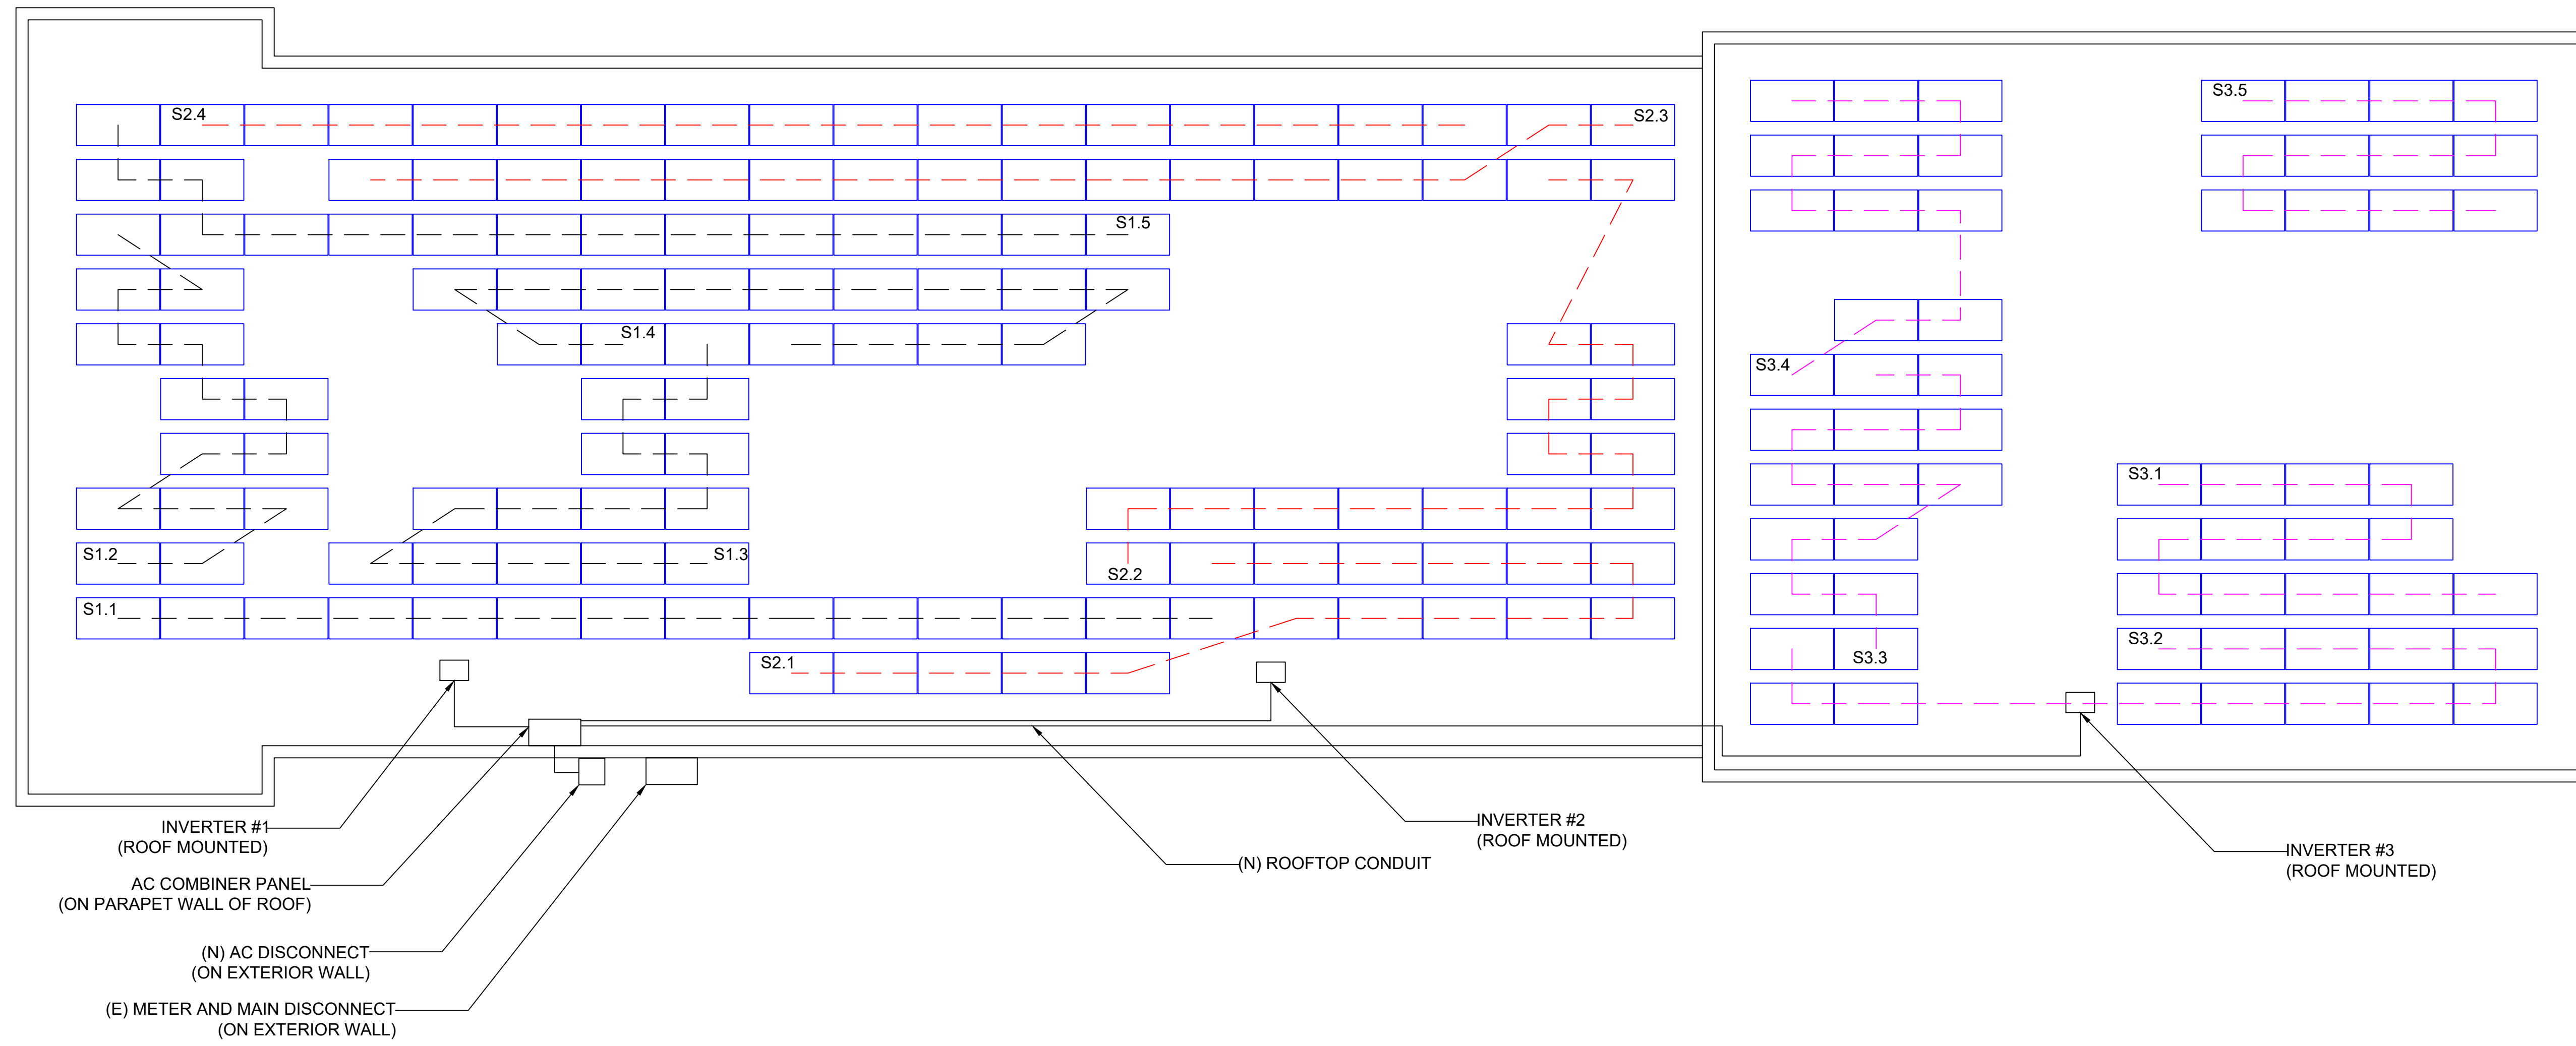 S3.5
S2.4
S2.3
S1.5
S1.4
S3.4
S3.1
S1.2
S1.3
S2.2
S1.1
S3.2
S2.1
S3.3
INVERTER #1
(ROOF MOUNTED)
AC COMBINER PANEL
(ON PARAPET WALL OF ROOF)
(N) AC DISCONNECT
(ON EXTERIOR WALL)
(E) METER AND MAIN DISCONNECT
(ON EXTERIOR WALL)
(N) ROOFTOP CONDUIT
INVERTER #2
(ROOF MOUNTED)
INVERTER #3
(ROOF MOUNTED)